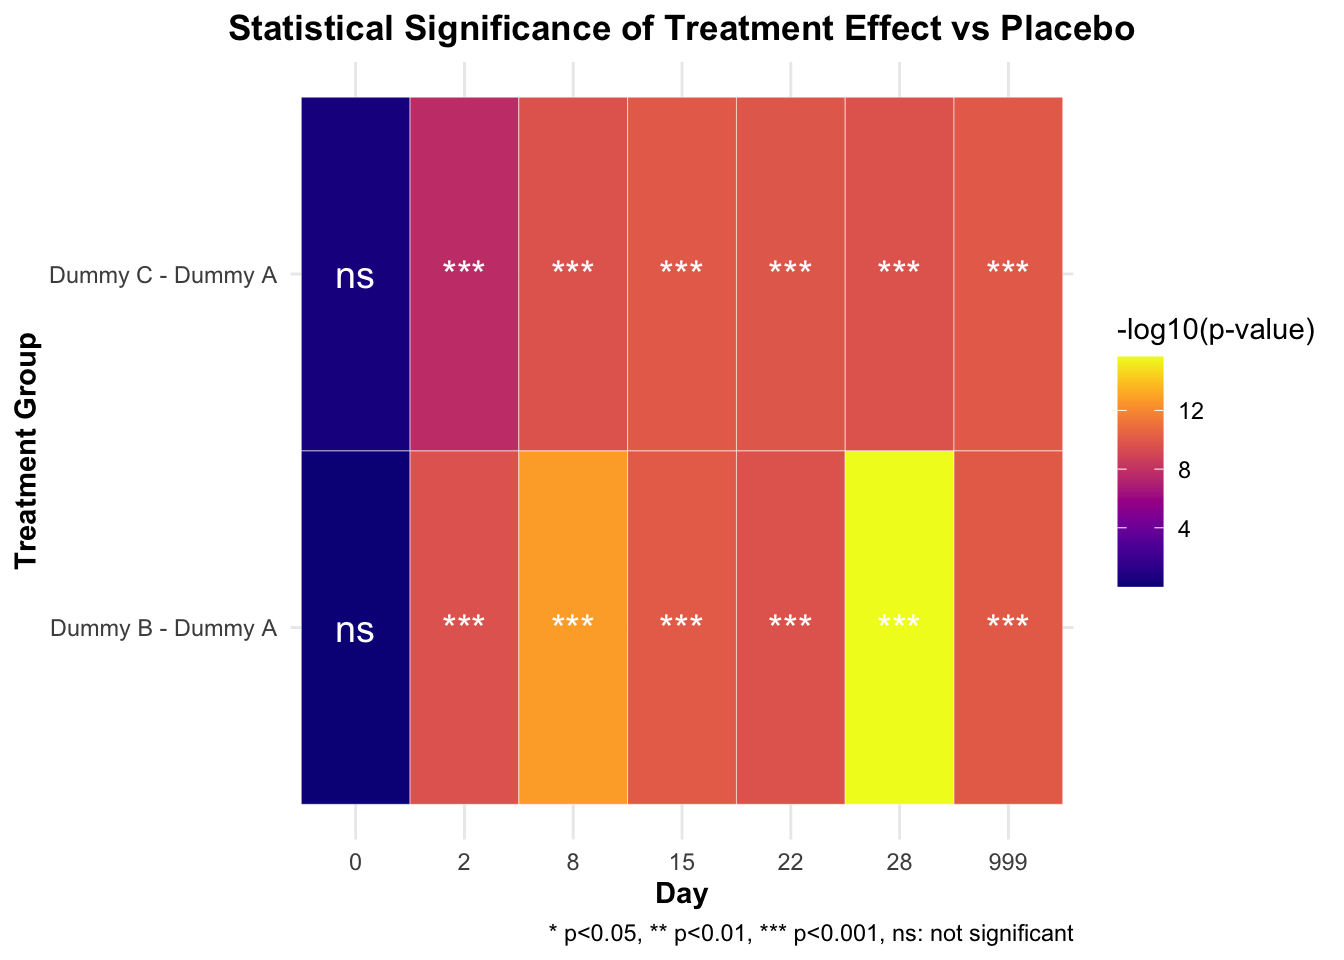 Statistical Significance of Treatment Effect vs Placebo
Treatment Group
Dummy C - Dummy A
ns *** *** *** *** *** ***
Dummy B - Dummy A
ns *** *** *** *** *** ***
0 2 8 15 22 28 999
Day
-log10(p-value)
12
8
4
* p<0.05, ** p<0.01, *** p<0.001, ns: not significant